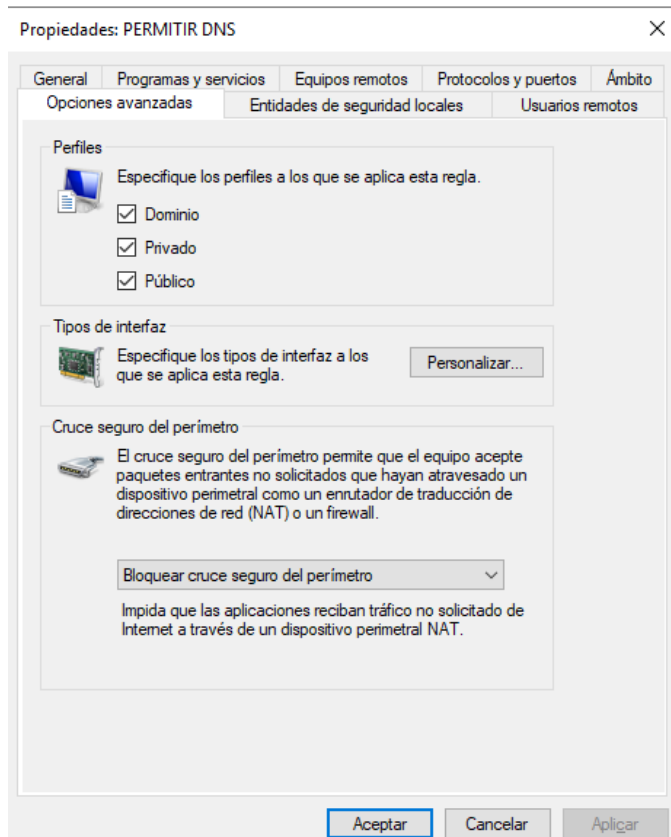 Propiedades: PERMITIR DNS
General Programas y servicios Equipos remotos Protocolos y puertos Ámbito
Opciones avanzadas Entidades de seguridad locales Usuarios remotos
Perfiles
Especifique los perfiles a los que se aplica esta regla.
Dominio
Privado
Público
Tipos de interfaz
Especifique los tipos de interfaz a los
que se aplica esta regla.
Personalizar...
Cruce seguro del perímetro
El cruce seguro del perímetro permite que el equipo acepte
paquetes entrantes no solicitados que hayan atravesado un
dispositivo perimetral como un enrutador de traducción de
direcciones de red (NAT) o un firewall.
Bloquear cruce seguro del perímetro
Impida que las aplicaciones reciban tráfico no solicitado de
Internet a través de un dispositivo perimetral NAT.
Aceptar Cancelar Aplicar